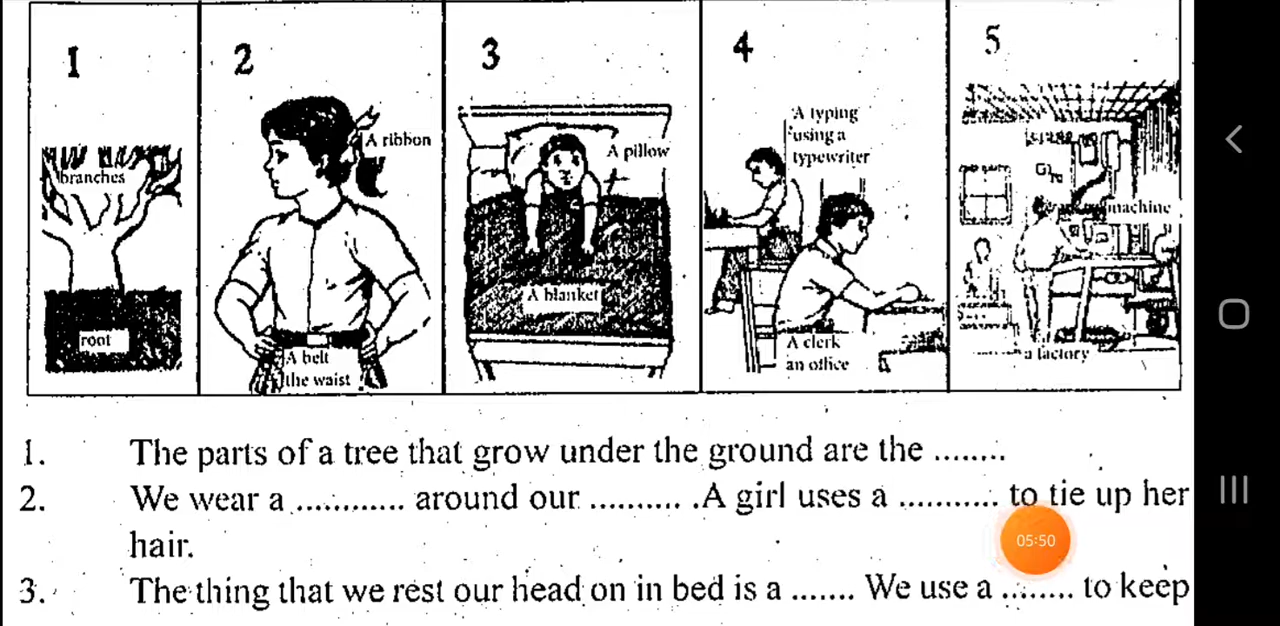 1
2
3
4
5
branches
root
A ribbon
A belt
the waist
A pillow
A blanket
A typing
using a
typewriter
A clerk
an office
machine
a factory
1. The parts of a tree that grow under the ground are the ........
2. We wear a ............ around our .......... .A girl uses a ........... to tie up her
hair.
3. The thing that we rest our head on in bed is a ....... We use a ........ to keep
05:50